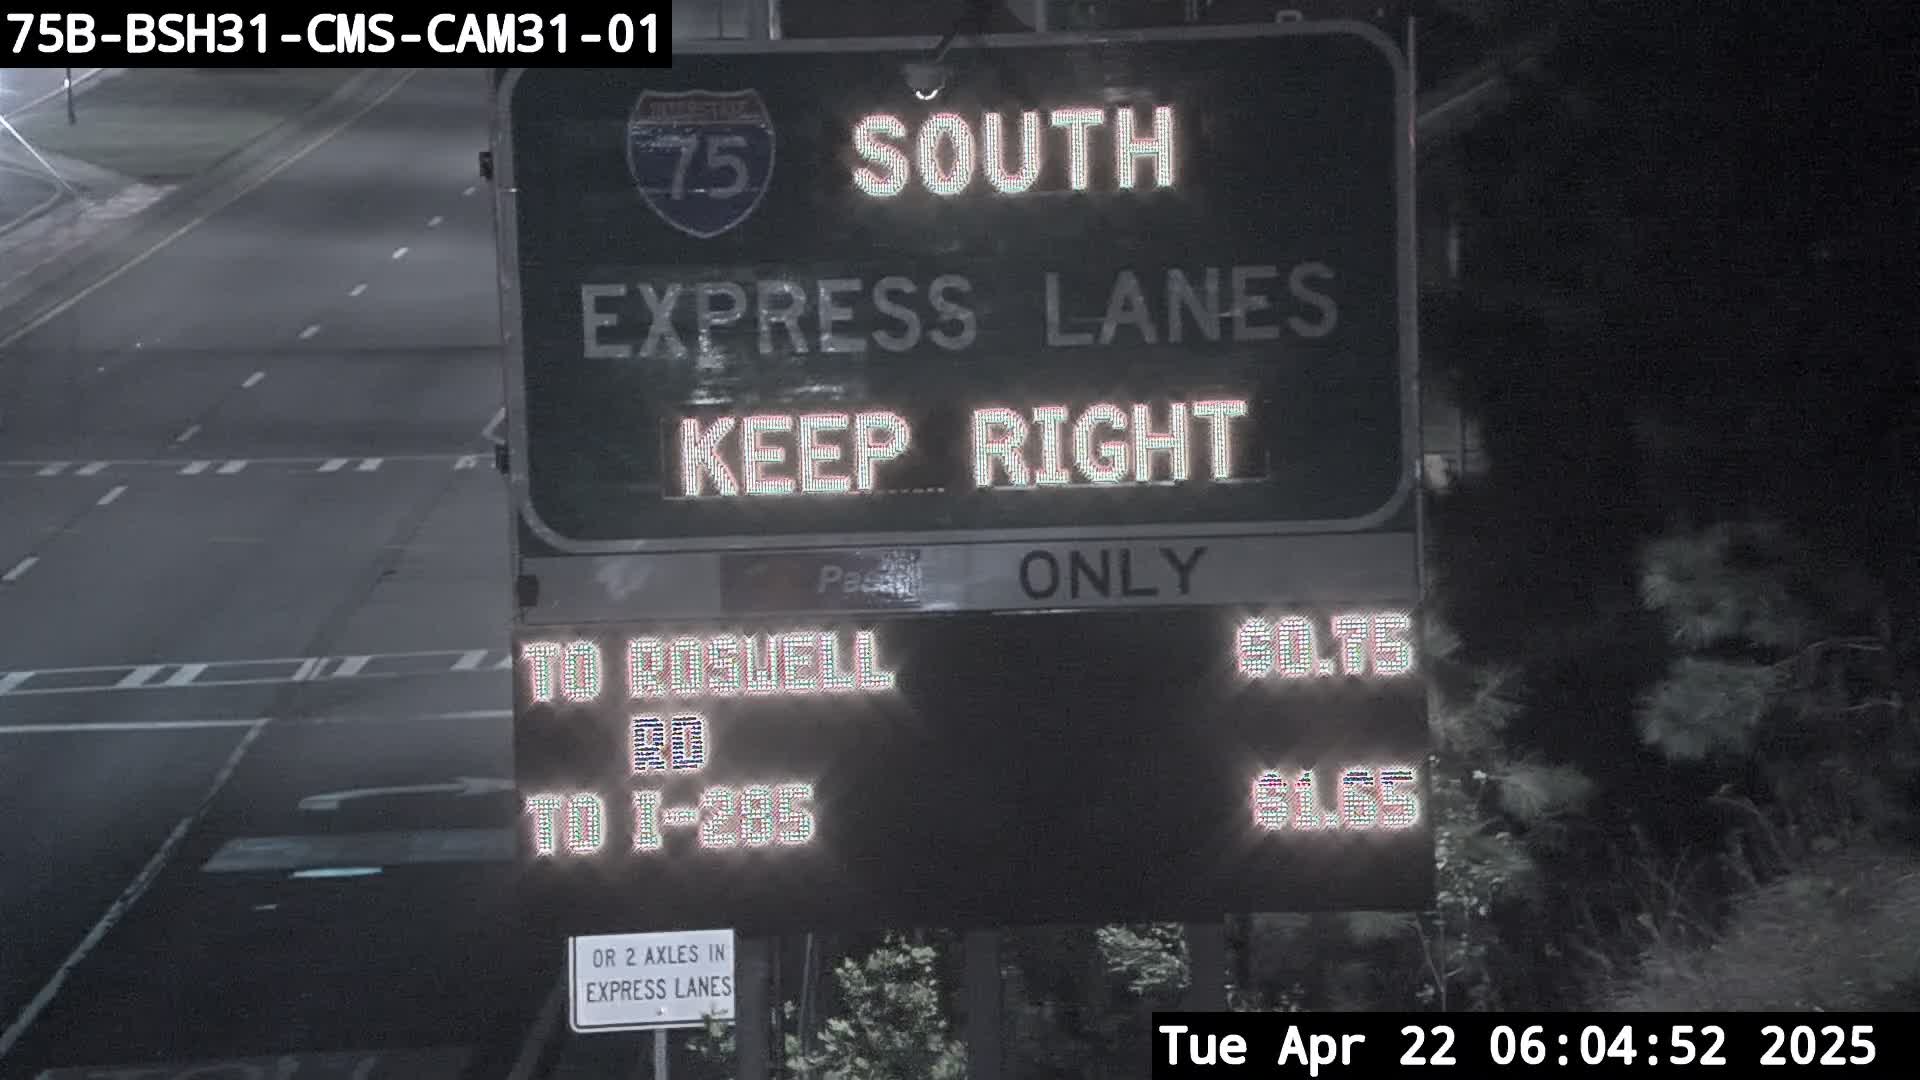 75B-BSH31-CMS-CAM31-01
INTERSTATE
75
SOUTH
EXPRESS LANES
KEEP RIGHT
ONLY
TO ROSWELL $0.75
RD
TO I-285 $1.65
OR 2 AXLES IN
EXPRESS LANES
Tue Apr 22 06:04:52 2025